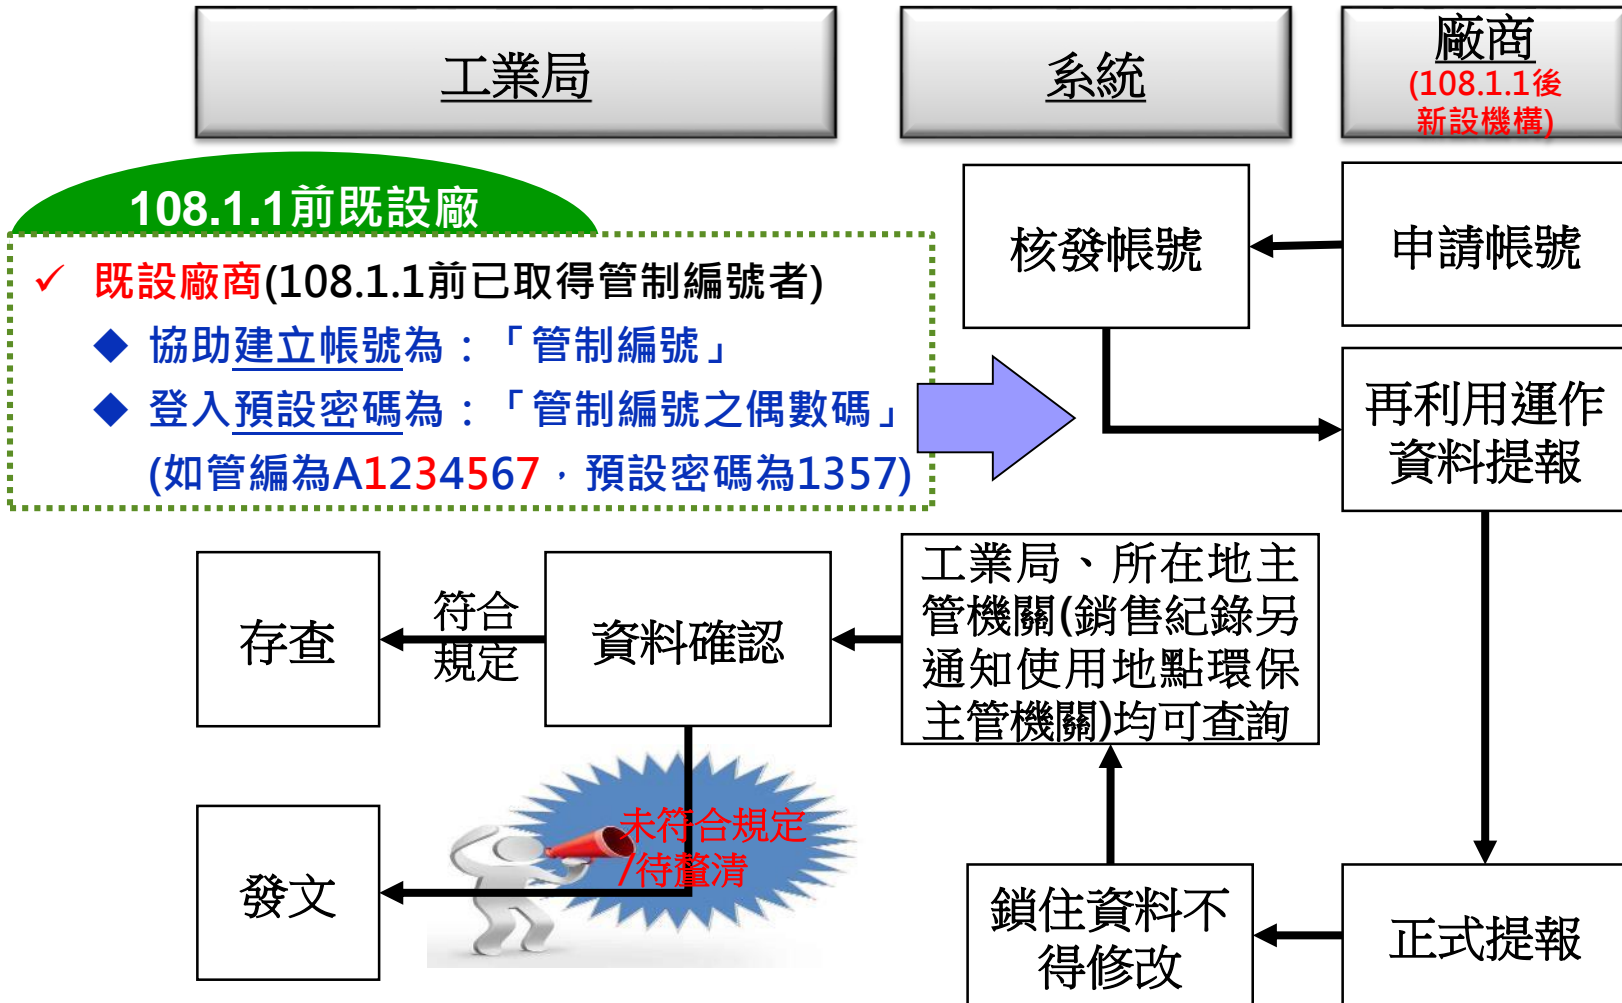 工業局
系統
廠商
(108.1.1後
新設機構)
108.1.1前既設廠
✓ 既設廠商(108.1.1前已取得管制編號者)
◆ 協助建立帳號為：「管制編號」
◆ 登入預設密碼為：「管制編號之偶數碼」
(如管編為A1234567，預設密碼為1357)
核發帳號
申請帳號
再利用運作
資料提報
工業局、所在地主
管機關(銷售紀錄另
通知使用地點環保
主管機關)均可查詢
資料確認
符合
規定
存查
未符合規定
/待釐清
發文
鎖住資料不
得修改
正式提報